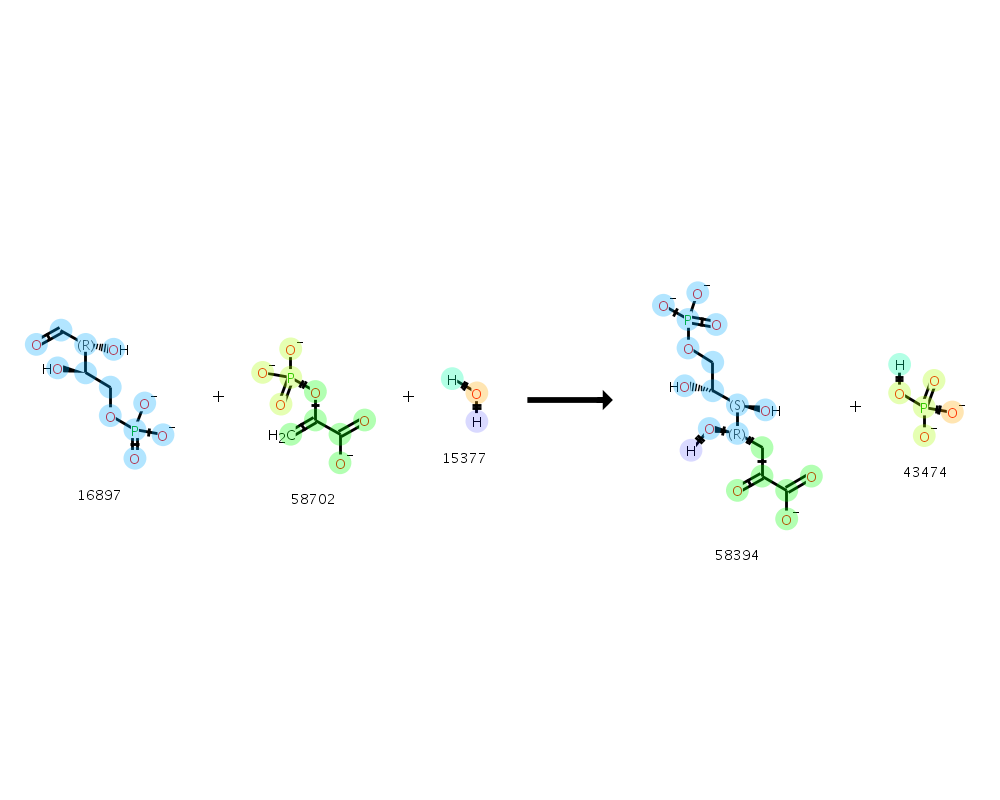 O
(R)
OH
HO
O
P
O⁻
O⁻
O
16897
+
O⁻
O⁻
P
O
O
H₂C
O
O⁻
58702
+
H
O
H
15377
O⁻
O⁻
P
O
O
HO
(S)
OH
O
(R)
H
O
O
O⁻
58394
+
H
O
O
P
O⁻
O⁻
43474